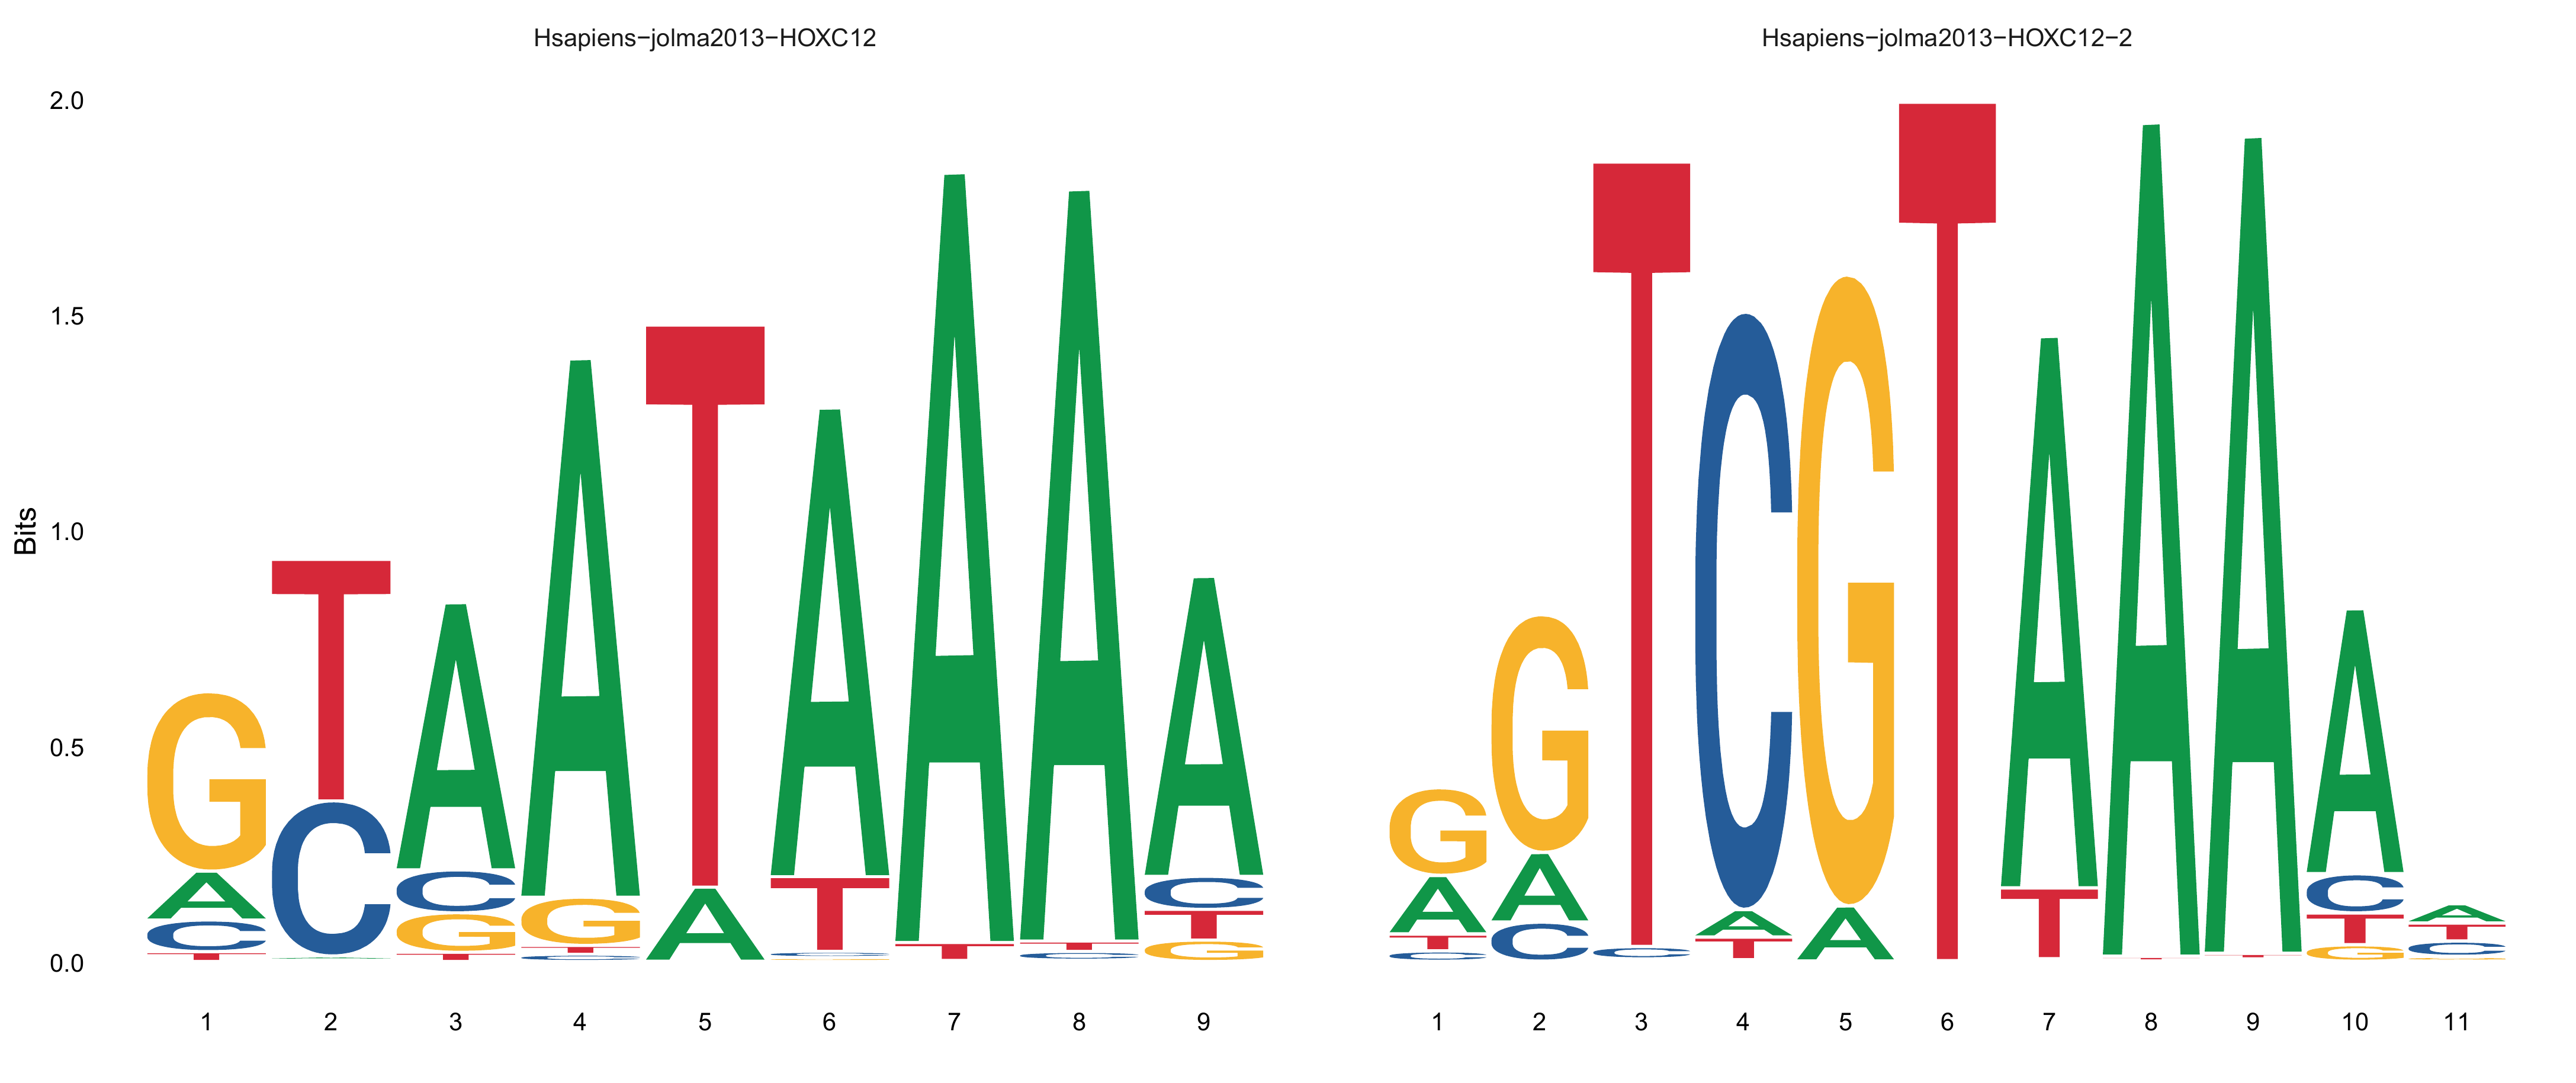 Hsapiens−jolma2013−HOXC12
Hsapiens−jolma2013−HOXC12−2
Bits
2.0
1.5
1.0
0.5
0.0
G A C T
T C A
A C G T
A G T C
T A
A T C
A T
A T C
A C T G
1 2 3 4 5 6 7 8 9
G A T C
G A C
T C
C A T
G A
T
A T
A T
A T
A C T G
A T C G
1 2 3 4 5 6 7 8 9 10 11